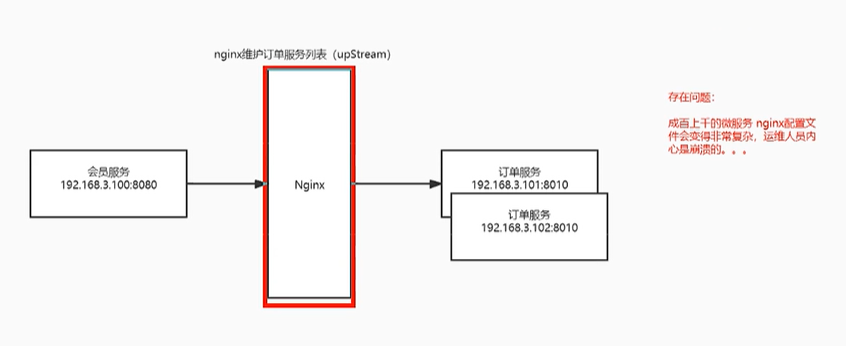 nginx维护订单服务列表（upStream）
会员服务
192.168.3.100:8080
Nginx
订单服务
192.168.3.101:8010
订单服务
192.168.3.102:8010
存在问题：
成百上千的微服务 nginx配置文
件会变得非常复杂，运维人员内
心是崩溃的。。。